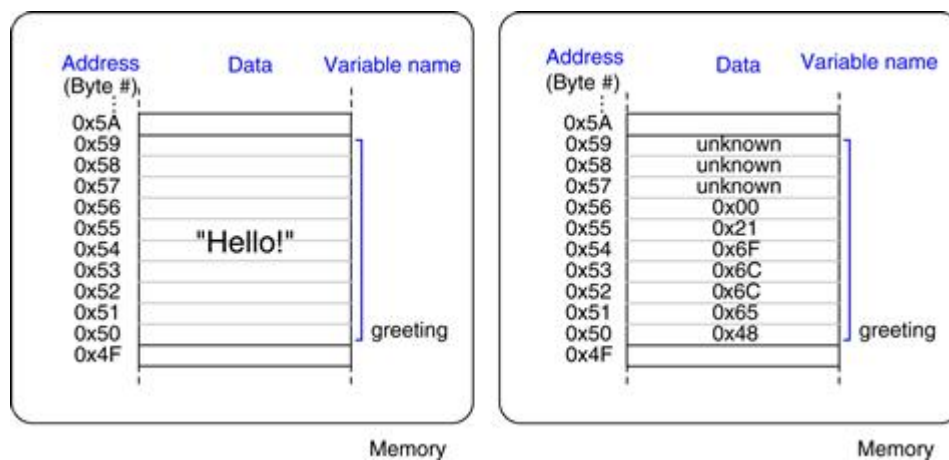 Address Data Variable name
(Byte #)
0x5A
0x59
0x58
0x57
0x56
0x55
"Hello!"
0x54
0x53
0x52
0x51
0x50 greeting
0x4F
Memory
Address Data Variable name
(Byte #)
0x5A
0x59 unknown
0x58 unknown
0x57 unknown
0x56 0x00
0x55 0x21
0x54 0x6F
0x53 0x6C
0x52 0x6C
0x51 0x65
0x50 0x48 greeting
0x4F
Memory